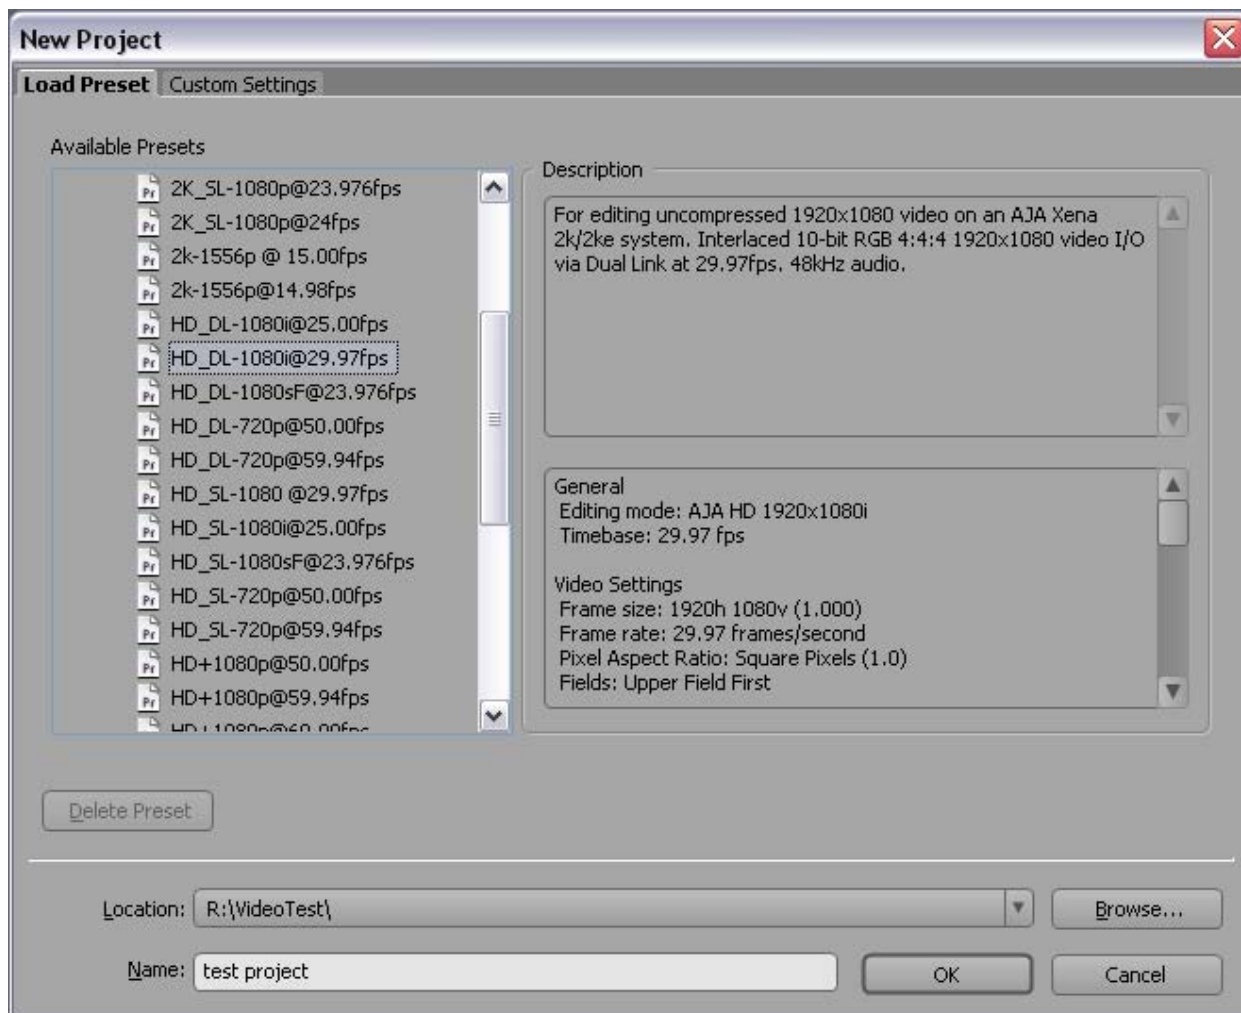 New Project
Load Preset
Custom Settings
Available Presets
2K_SL-1080p@23.976fps
2K_SL-1080p@24fps
2k-1556p @ 15.00fps
2k-1556p@14.98fps
HD_DL-1080i@25.00fps
HD_DL-1080i@29.97fps
HD_DL-1080sF@23.976fps
HD_DL-720p@50.00fps
HD_DL-720p@59.94fps
HD_SL-1080 @29.97fps
HD_SL-1080i@25.00fps
HD_SL-1080sF@23.976fps
HD_SL-720p@50.00fps
HD_SL-720p@59.94fps
HD+1080p@50.00fps
HD+1080p@59.94fps
HD+1080p@60.00fps
Description
For editing uncompressed 1920x1080 video on an AJA Xena
2k/2ke system. Interlaced 10-bit RGB 4:4:4 1920x1080 video I/O
via Dual Link at 29.97fps. 48kHz audio.
General
Editing mode: AJA HD 1920x1080i
Timebase: 29.97 fps
Video Settings
Frame size: 1920h 1080v (1.000)
Frame rate: 29.97 frames/second
Pixel Aspect Ratio: Square Pixels (1.0)
Fields: Upper Field First
Delete Preset
Location: R:\VideoTest\ Browse...
Name: test project OK Cancel